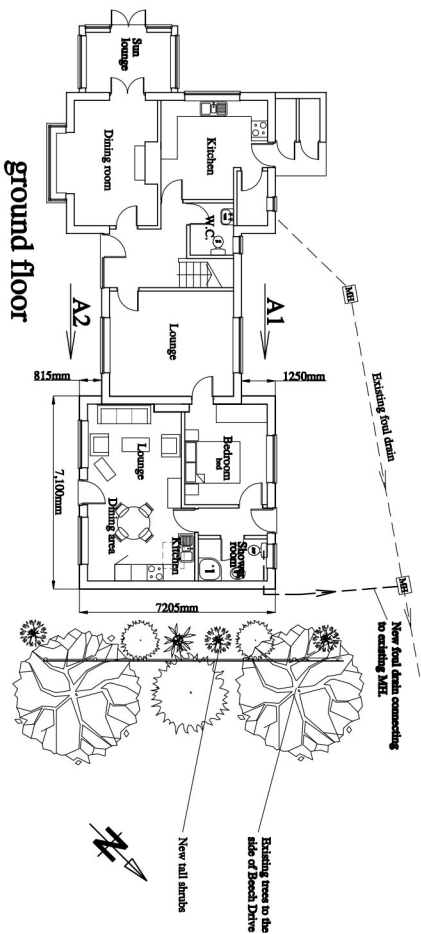 Sun
lounge
Dining room
Kitchen
W.C.
Lounge
A1
A2
ground floor
MH
Existing foul drain
MH
New foul drain connecting
to existing MH.
815mm
1250mm
7,100mm
7205mm
Bedroom
bed
Lounge
Dining area
Kitchen
Shower
room
Existing trees to the
side of Beech Drive
New tall shrubs
N